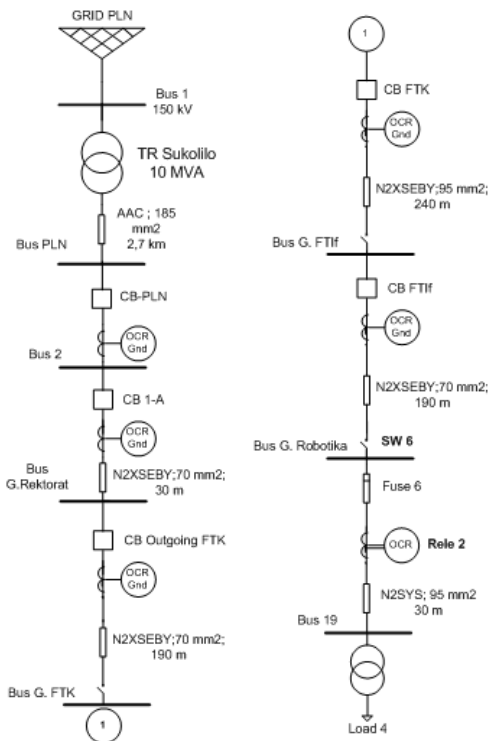 GRID PLN
Bus 1
150 kV
TR Sukolilo
10 MVA
AAC ; 185
mm2
2,7 km
Bus PLN
CB-PLN
OCR
Gnd
Bus 2
CB 1-A
OCR
Gnd
Bus
G.Rektorat
N2XSEBY;70 mm2;
30 m
CB Outgoing FTK
OCR
Gnd
N2XSEBY;70 mm2;
190 m
Bus G. FTK
1
1
CB FTK
OCR
Gnd
N2XSEBY;95 mm2;
240 m
Bus G. FTIf
CB FTIf
OCR
Gnd
N2XSEBY;70 mm2;
190 m
Bus G. Robotika
SW 6
Fuse 6
OCR
Rele 2
N2SYS; 95 mm2
30 m
Bus 19
Load 4